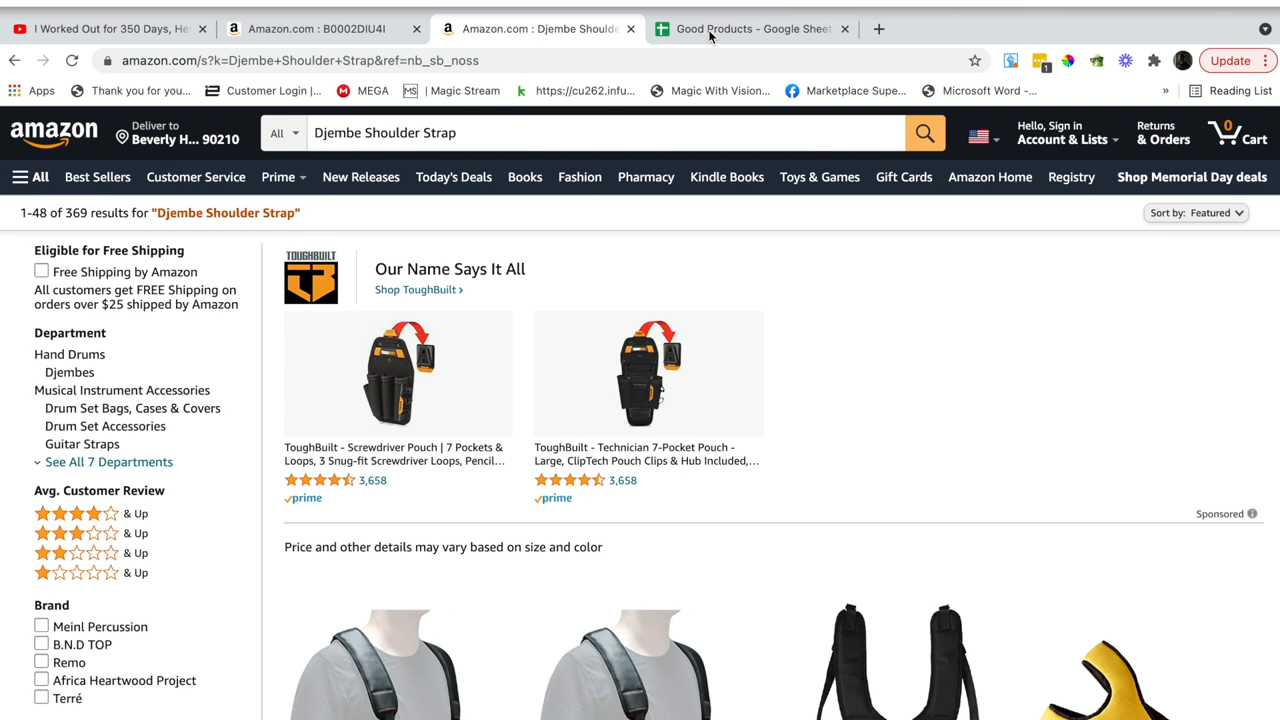 I Worked Out for 350 Days, He
Amazon.com : B0002DIU4I
Amazon.com : Djembe Shoulde
Good Products - Google Sheet
amazon.com/s?k=Djembe+Shoulder+Strap&ref=nb_sb_noss
1
Update
Apps
Thank you for you...
Customer Login |...
MEGA
MS | Magic Stream
https://cu262.infu...
Magic With Vision...
Marketplace Supe...
Microsoft Word -...
»
Reading List
amazon
Deliver to
Beverly H... 90210
All
Djembe Shoulder Strap
Hello, Sign in
Account & Lists
Returns
& Orders
0
Cart
All
Best Sellers
Customer Service
Prime
New Releases
Today's Deals
Books
Fashion
Pharmacy
Kindle Books
Toys & Games
Gift Cards
Amazon Home
Registry
Shop Memorial Day deals
1-48 of 369 results for "Djembe Shoulder Strap"
Sort by: Featured
Eligible for Free Shipping
Free Shipping by Amazon
All customers get FREE Shipping on
orders over $25 shipped by Amazon
Department
Hand Drums
Djembes
Musical Instrument Accessories
Drum Set Bags, Cases & Covers
Drum Set Accessories
Guitar Straps
See All 7 Departments
Avg. Customer Review
& Up
& Up
& Up
& Up
Brand
Meinl Percussion
B.N.D TOP
Remo
Africa Heartwood Project
Terré
TOUGHBUILT
Our Name Says It All
Shop ToughBuilt ›
ToughBuilt - Screwdriver Pouch | 7 Pockets &
Loops, 3 Snug-fit Screwdriver Loops, Pencil...
3,658
prime
ToughBuilt - Technician 7-Pocket Pouch -
Large, ClipTech Pouch Clips & Hub Included,...
3,658
prime
Sponsored
Price and other details may vary based on size and color